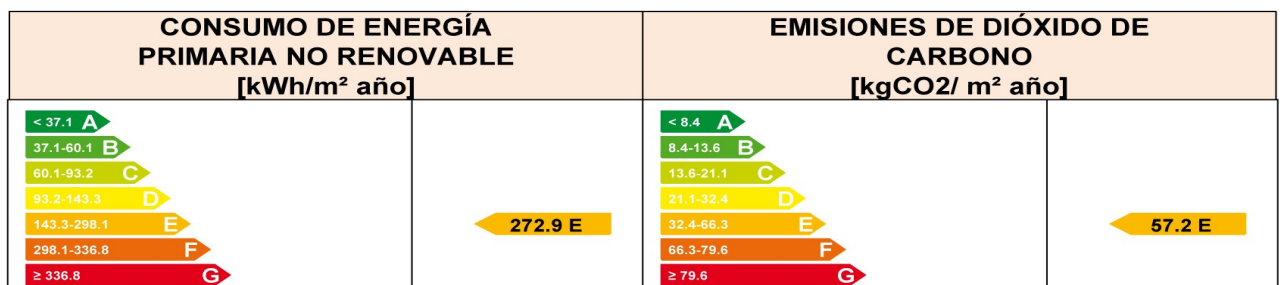 CONSUMO DE ENERGÍA
PRIMARIA NO RENOVABLE
[kWh/m² año]
EMISIONES DE DIÓXIDO DE
CARBONO
[kgCO2/ m² año]
< 37.1 A
37.1-60.1 B
60.1-93.2 C
93.2-143.3 D
143.3-298.1 E
298.1-336.8 F
≥ 336.8 G
272.9 E
< 8.4 A
8.4-13.6 B
13.6-21.1 C
21.1-32.4 D
32.4-66.3 E
66.3-79.6 F
≥ 79.6 G
57.2 E